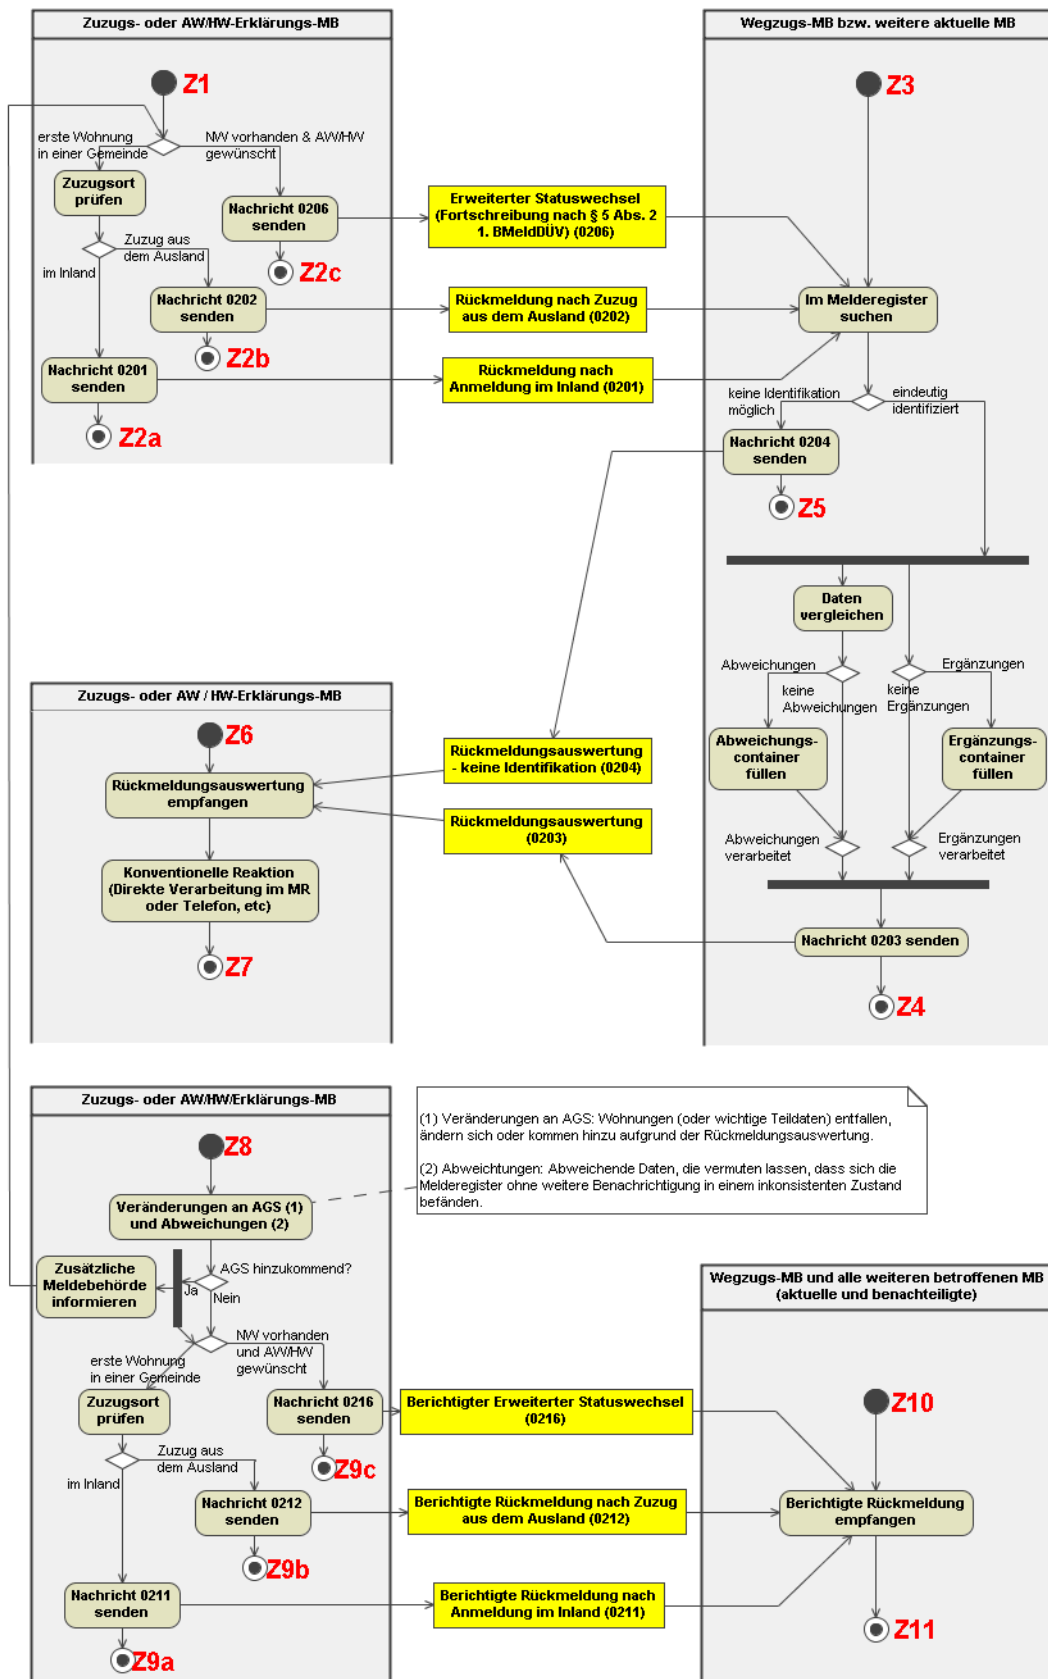 Zuzugs- oder AW/HW-Erklärungs-MB
Z1
erste Wohnung
in einer Gemeinde
NW vorhanden & AW/HW
gewünscht
Zuzugsort
prüfen
Nachricht 0206
senden
Zuzug aus
dem Ausland
im Inland
Z2c
Nachricht 0202
senden
Z2b
Nachricht 0201
senden
Z2a
Erweiterter Statuswechsel
(Fortschreibung nach § 5 Abs. 2
1. BMeldDÜV) (0206)
Rückmeldung nach Zuzug
aus dem Ausland (0202)
Rückmeldung nach
Anmeldung im Inland (0201)
Wegzugs-MB bzw. weitere aktuelle MB
Z3
Im Melderegister
suchen
keine Identifikation
möglich
eindeutig
identifiziert
Nachricht 0204
senden
Z5
Daten
vergleichen
Abweichungen
keine
Abweichungen
Ergänzungen
keine
Ergänzungen
Abweichungs-
container
füllen
Ergänzungs-
container
füllen
Abweichungen
verarbeitet
Ergänzungen
verarbeitet
Nachricht 0203 senden
Z4
Zuzugs- oder AW / HW-Erklärungs-MB
Z6
Rückmeldungsauswertung
empfangen
Konventionelle Reaktion
(Direkte Verarbeitung im MR
oder Telefon, etc)
Z7
Rückmeldungsauswertung
- keine Identifikation (0204)
Rückmeldungsauswertung
(0203)
Zuzugs- oder AW/HW/Erklärungs-MB
Z8
Veränderungen an AGS (1)
und Abweichungen (2)
(1) Veränderungen an AGS: Wohnungen (oder wichtige Teildaten) entfallen,
ändern sich oder kommen hinzu aufgrund der Rückmeldungsauswertung.
(2) Abweichtungen: Abweichende Daten, die vermuten lassen, dass sich die
Melderegister ohne weitere Benachrichtigung in einem inkonsistenten Zustand
befänden.
Zusätzliche
Meldebehörde
informieren
AGS hinzukommend?
Ja
Nein
NW vorhanden
und AW/HW
gewünscht
erste Wohnung
in einer Gemeinde
Zuzugsort
prüfen
Nachricht 0216
senden
Zuzug aus
dem Ausland
im Inland
Z9c
Nachricht 0212
senden
Z9b
Nachricht 0211
senden
Z9a
Berichtigter Erweiterter Statuswechsel
(0216)
Berichtigte Rückmeldung nach Zuzug
aus dem Ausland (0212)
Berichtigte Rückmeldung nach
Anmeldung im Inland (0211)
Wegzugs-MB und alle weiteren betroffenen MB
(aktuelle und benachteiligte)
Z10
Berichtigte Rückmeldung
empfangen
Z11